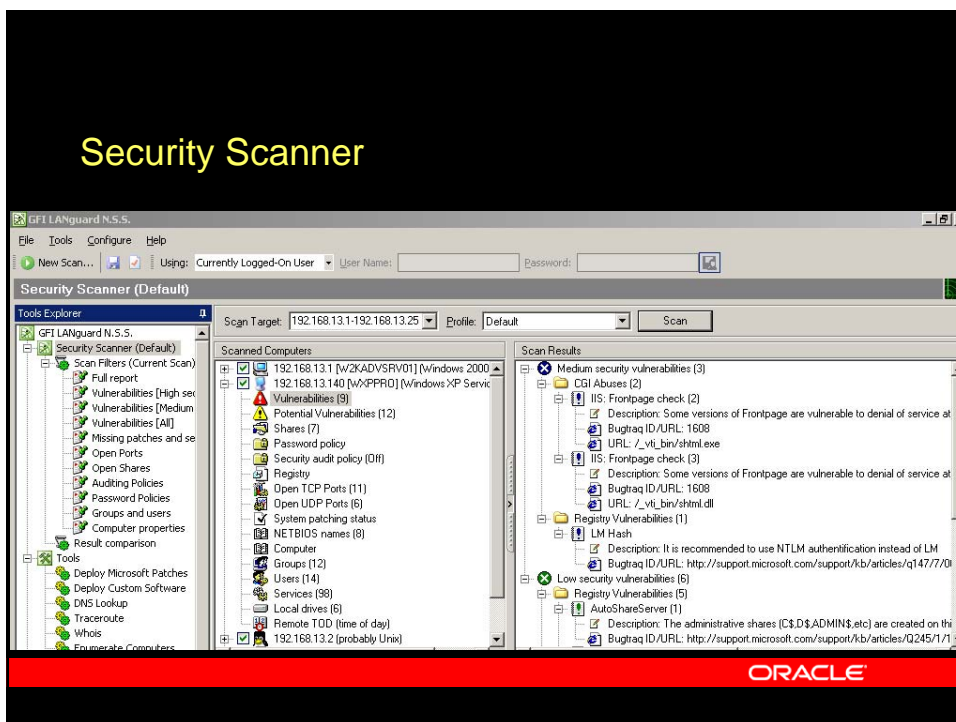 Security Scanner
GFI LANguard N.S.S.
File Tools Configure Help
New Scan... Using: Currently Logged-On User User Name: Password:
Security Scanner (Default)
Tools Explorer
GFI LANguard N.S.S.
Security Scanner (Default)
Scan Filters (Current Scan)
Full report
Vulnerabilities [High sec
Vulnerabilities [Medium
Vulnerabilities [All]
Missing patches and se
Open Ports
Open Shares
Auditing Policies
Password Policies
Groups and users
Computer properties
Result comparison
Tools
Deploy Microsoft Patches
Deploy Custom Software
DNS Lookup
Traceroute
Whois
Enumerate Computers
Scan Target: 192.168.13.1-192.168.13.25 Profile: Default Scan
Scanned Computers
192.168.13.1 [W2KADVSRV01] (Windows 2000
192.168.13.140 [WXPPRO] (Windows XP Servic
Vulnerabilities (9)
Potential Vulnerabilities (12)
Shares (7)
Password policy
Security audit policy (Off)
Registry
Open TCP Ports (11)
Open UDP Ports (6)
System patching status
NETBIOS names (8)
Computer
Groups (12)
Users (14)
Services (98)
Local drives (6)
Remote TOD (time of day)
192.168.13.2 (probably Unix)
Scan Results
Medium security vulnerabilities (3)
CGI Abuses (2)
IIS: Frontpage check (2)
Description: Some versions of Frontpage are vulnerable to denial of service at
Bugtraq ID/URL: 1608
URL: /_vti_bin/shtml.exe
IIS: Frontpage check (3)
Description: Some versions of Frontpage are vulnerable to denial of service at
Bugtraq ID/URL: 1608
URL: /_vti_bin/shtml.dll
Registry Vulnerabilities (1)
LM Hash
Description: It is recommended to use NTLM authentification instead of LM
Bugtraq ID/URL: http://support.microsoft.com/support/kb/articles/q147/7/0
Low security vulnerabilities (6)
Registry Vulnerabilities (5)
AutoShareServer (1)
Description: The administrative shares (C$,D$,ADMIN$,etc) are created on thi
Bugtraq ID/URL: http://support.microsoft.com/support/kb/articles/Q245/1/1
ORACLE